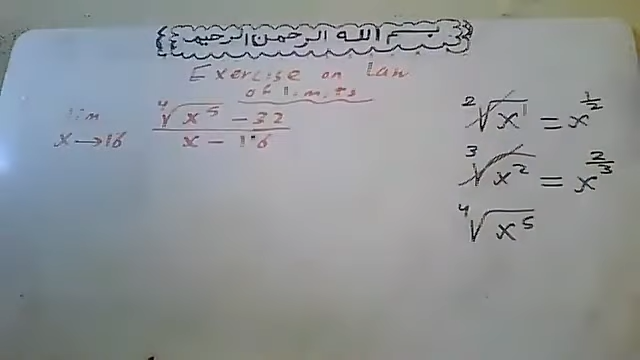 بسم الله الرحمن الرحيم
Exercise on Law
of limits
lim x→16 (⁴√x⁵ - 32)/(x - 16)
²√x¹ = x^(1/2)
³√x² = x^(2/3)
⁴√x⁵